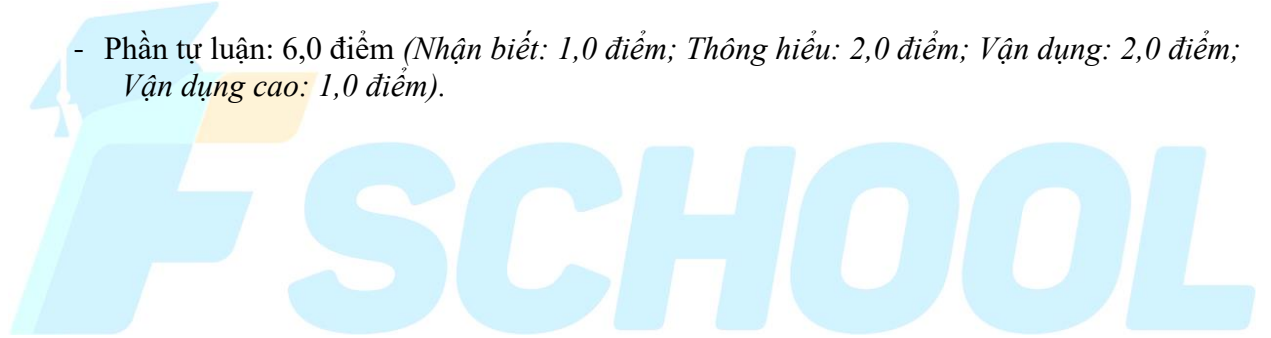 - Phần tự luận: 6,0 điểm (Nhận biết: 1,0 điểm; Thông hiểu: 2,0 điểm; Vận dụng: 2,0 điểm;
Vận dụng cao: 1,0 điểm).
FSCHOOL